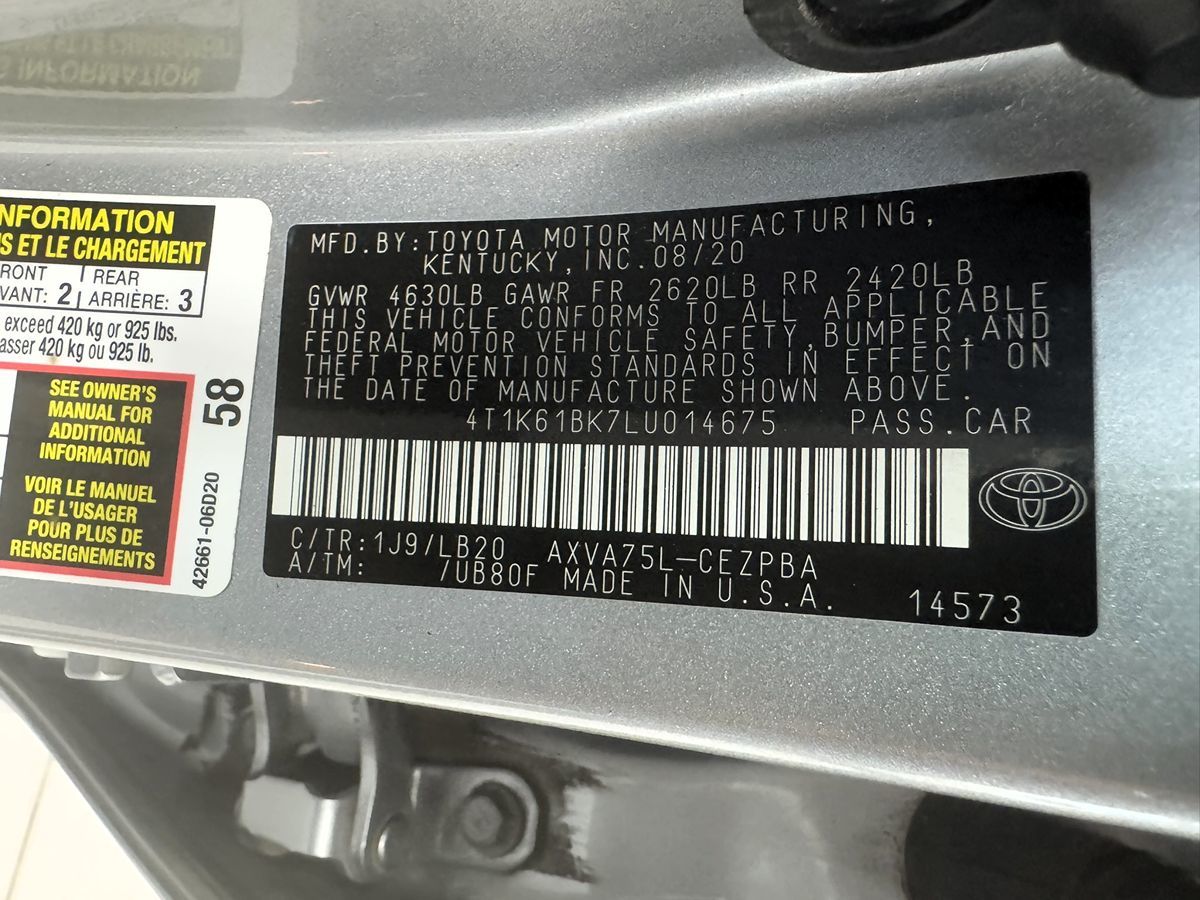 NFORMATION
S ET LE CHARGEMENT
FRONT REAR
VANT: 2 ARRIÈRE: 3
exceed 420 kg or 925 lbs.
asser 420 kg ou 925 lb.
SEE OWNER'S
MANUAL FOR
ADDITIONAL
INFORMATION
VOIR LE MANUEL
DE L'USAGER
POUR PLUS DE
RENSEIGNEMENTS
58
42661-06D20
MFD.BY:TOYOTA MOTOR MANUFACTURING,
KENTUCKY,INC.08/20
GVWR 4630LB GAWR FR 2620LB RR 2420LB
THIS VEHICLE CONFORMS TO ALL APPLICABLE
FEDERAL MOTOR VEHICLE SAFETY,BUMPER,AND
THEFT PREVENTION STANDARDS IN EFFECT ON
THE DATE OF MANUFACTURE SHOWN ABOVE.
4T1K61BK7LU014675 PASS.CAR
C/TR:1J9/LB20 AXVA75L-CEZPBA
A/TM: /UB80F MADE IN U.S.A.
14573